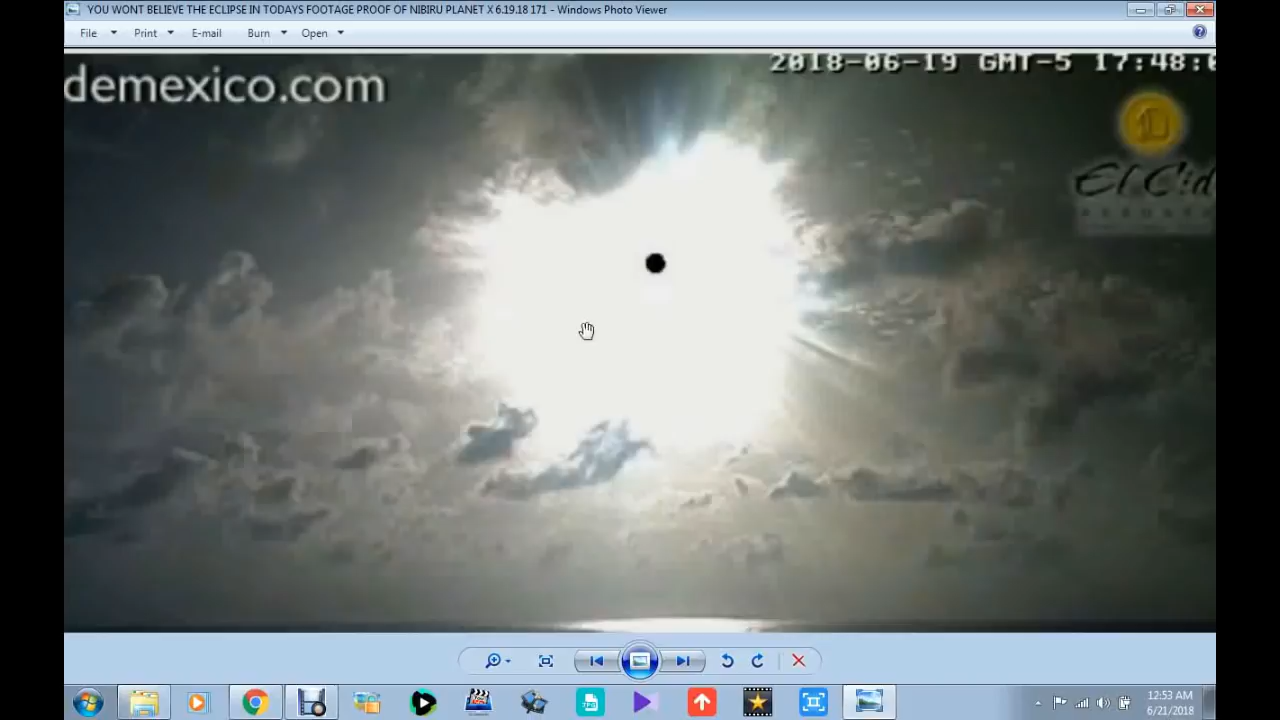 YOU WONT BELIEVE THE ECLIPSE IN TODAYS FOOTAGE PROOF OF NIBIRU PLANET X 6.19.18 171 - Windows Photo Viewer
File Print E-mail Burn Open
demexico.com
2018-06-19 GMT-5 17:48:
El Cid
12:53 AM
6/21/2018